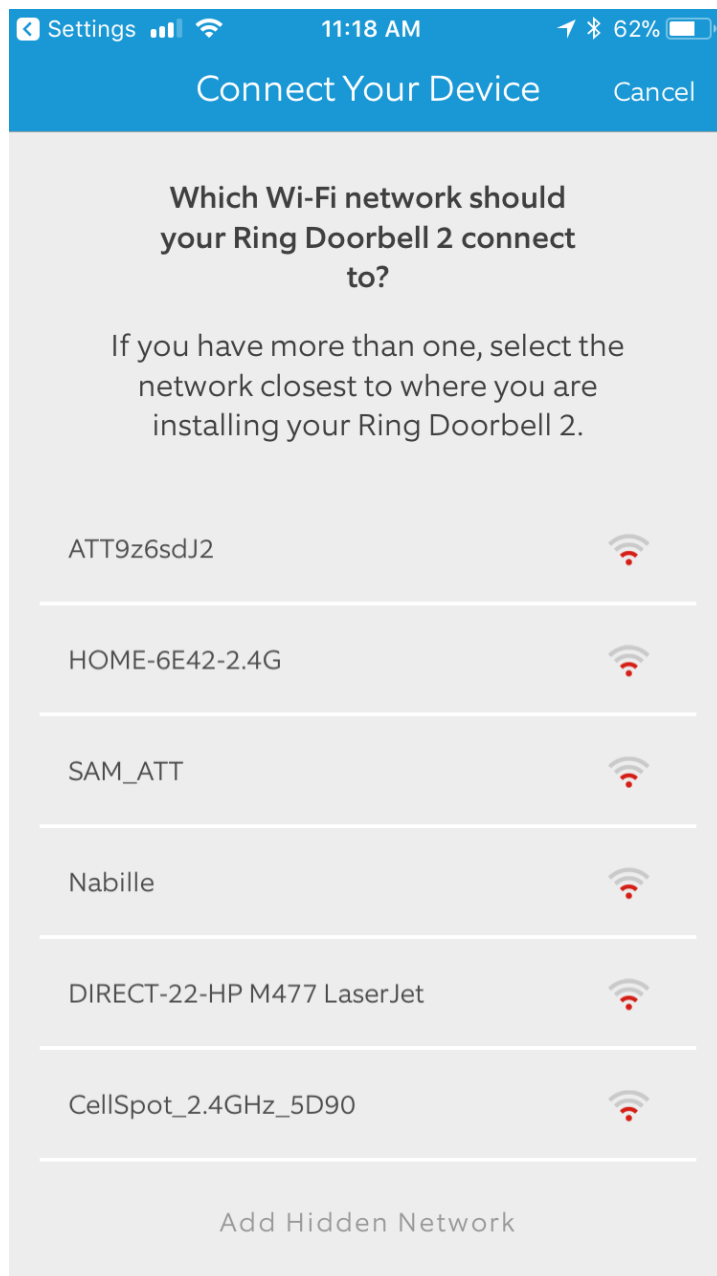 Settings 11:18 AM 62%
Connect Your Device Cancel
Which Wi-Fi network should
your Ring Doorbell 2 connect
to?
If you have more than one, select the
network closest to where you are
installing your Ring Doorbell 2.
ATT9z6sdJ2
HOME-6E42-2.4G
SAM_ATT
Nabille
DIRECT-22-HP M477 LaserJet
CellSpot_2.4GHz_5D90
Add Hidden Network